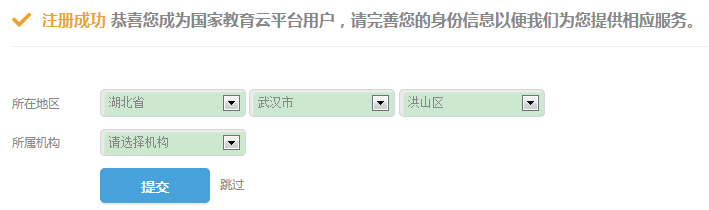 注册成功 恭喜您成为国家教育云平台用户，请完善您的身份信息以便我们为您提供相应服务。
所在地区 湖北省 武汉市 洪山区
所属机构 请选择机构
提交 跳过